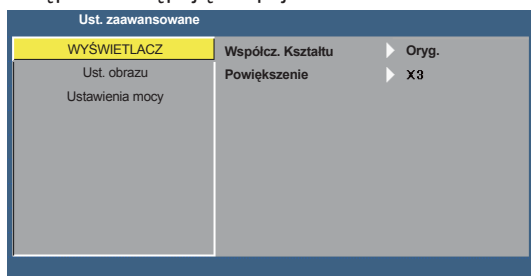 Ust. zaawansowane
WYŚWIETLACZ
Ust. obrazu
Ustawienia mocy
Współcz. Kształtu Oryg.
Powiększenie X3